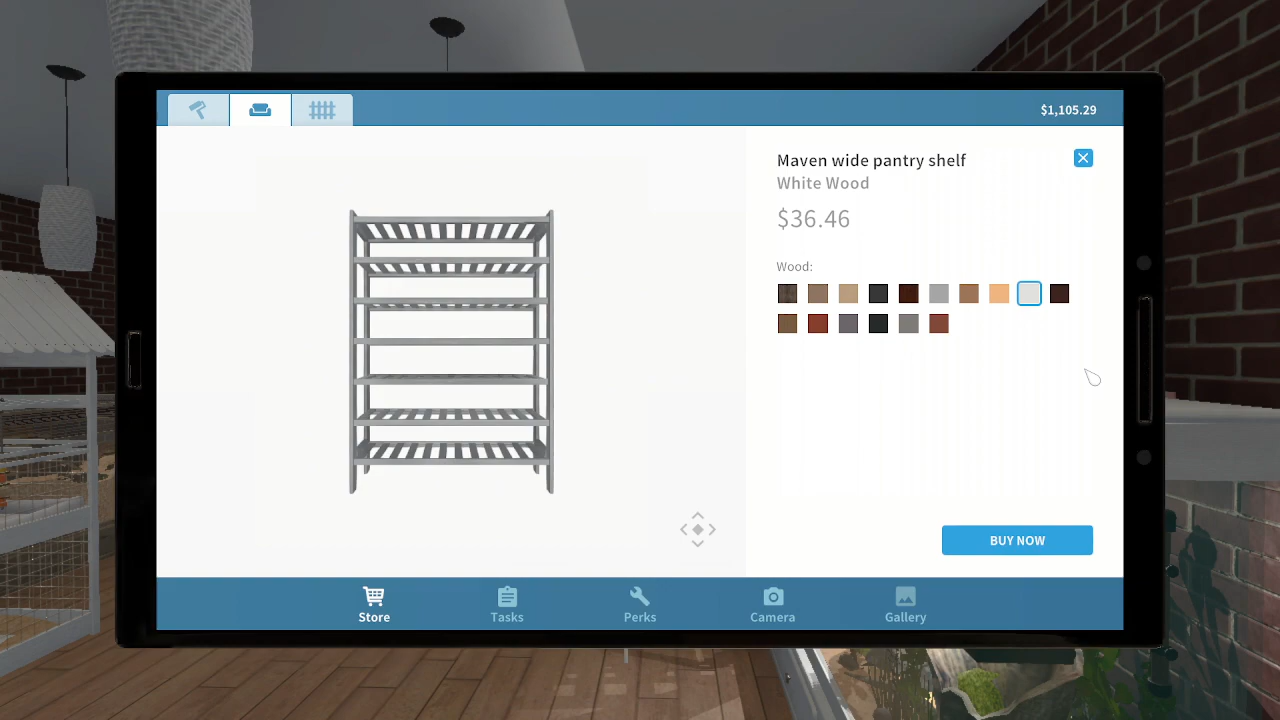 $1,105.29
Maven wide pantry shelf
White Wood
$36.46
Wood:
BUY NOW
Store
Tasks
Perks
Camera
Gallery